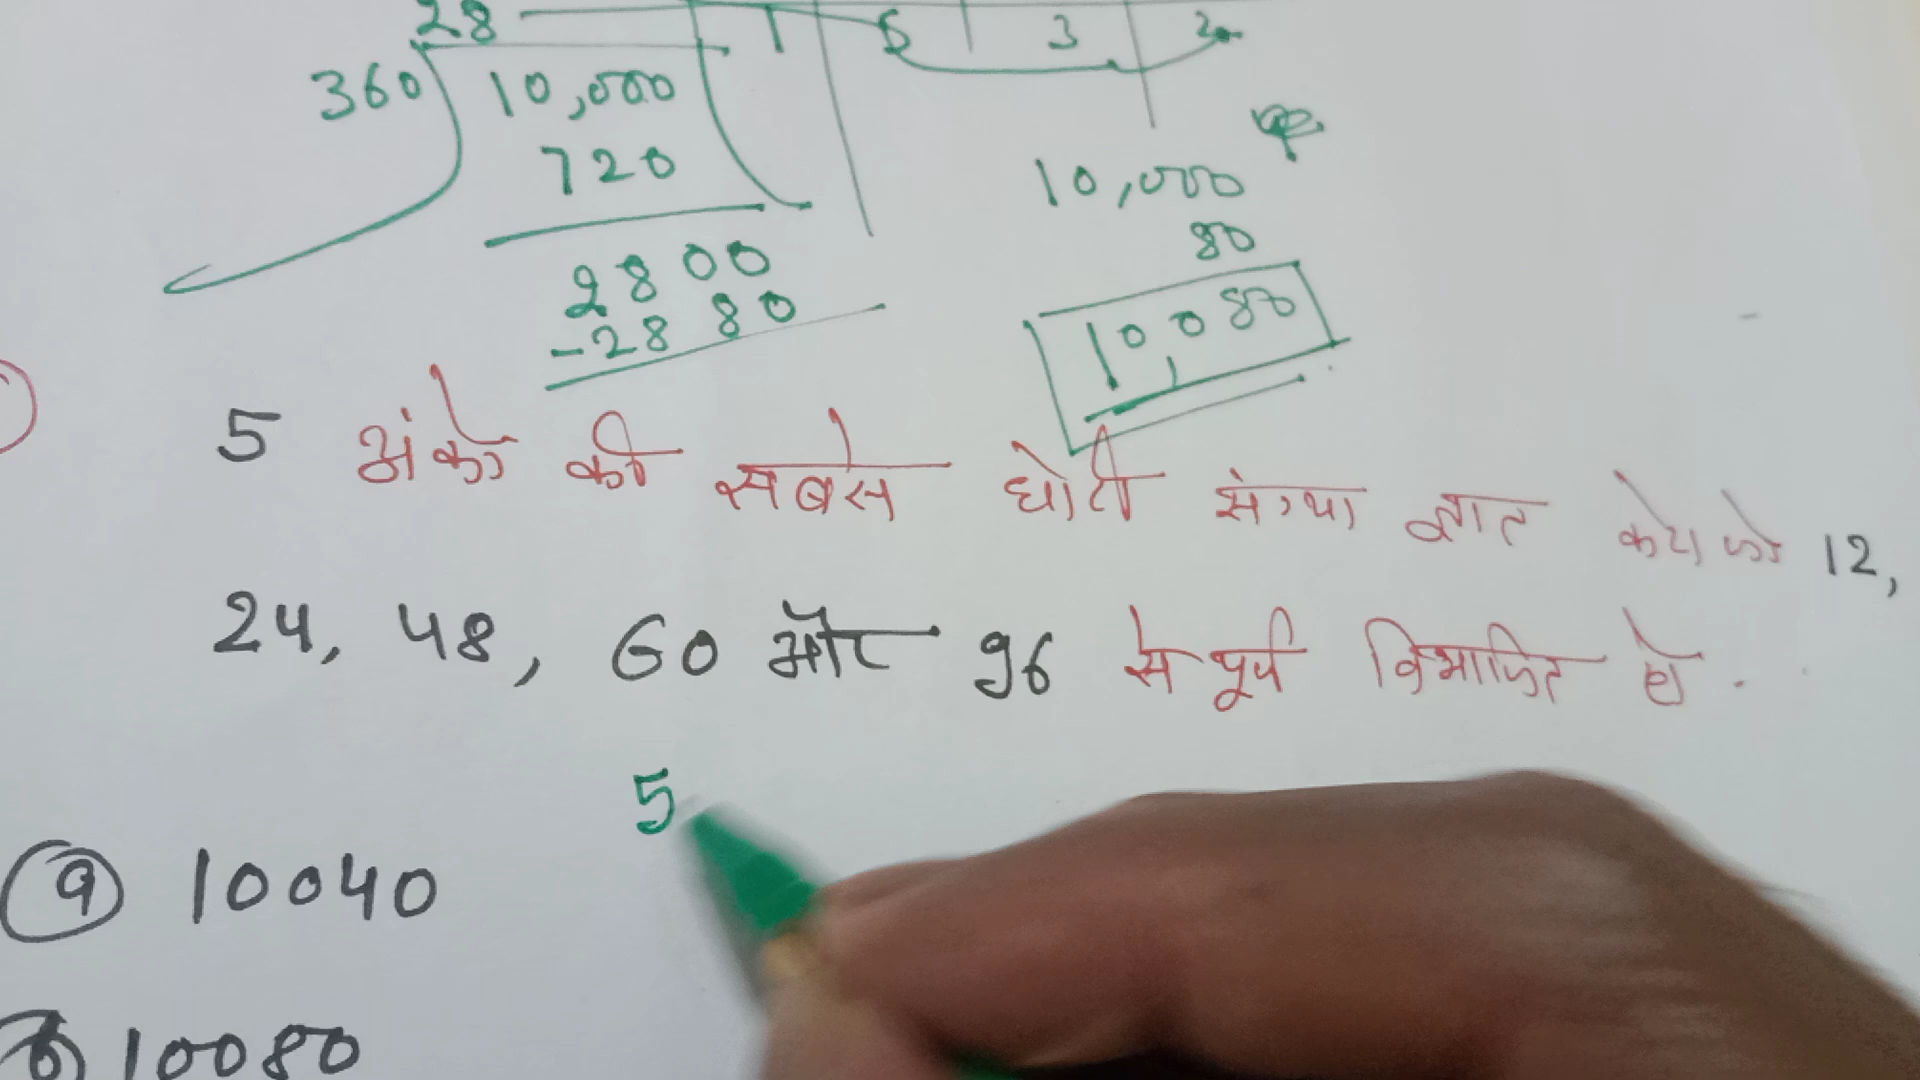 28 1 5 3 2
360 10,000
720
2800
-2880
10,000
80
10,080
5 अंको की सबसे छोटी संख्या ज्ञात करो जो 12,
24, 48, 60 और 96 से पूर्ण विभाजित हो.
5
a 10040
b 10080